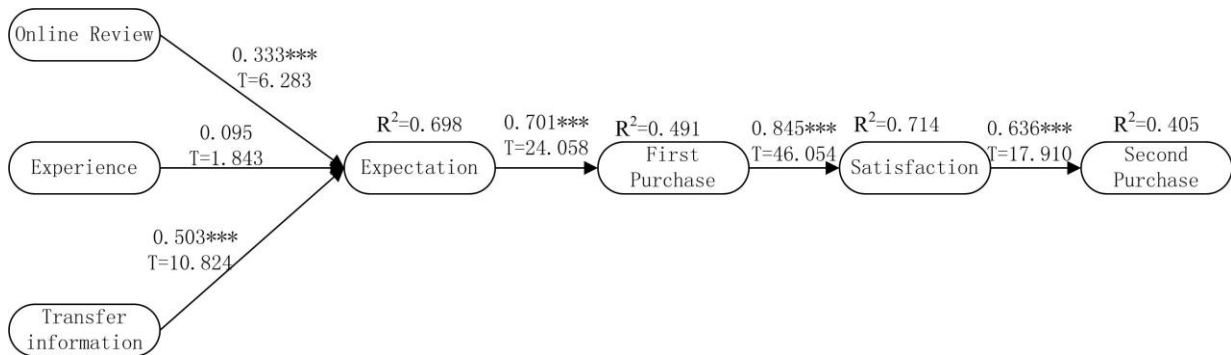 Online Review
0.333***
T=6.283
0.095
T=1.843
Experience
0.503***
T=10.824
Transfer
information
R²=0.698
Expectation
0.701***
T=24.058
R²=0.491
First
Purchase
0.845***
T=46.054
R²=0.714
Satisfaction
0.636***
T=17.910
R²=0.405
Second
Purchase